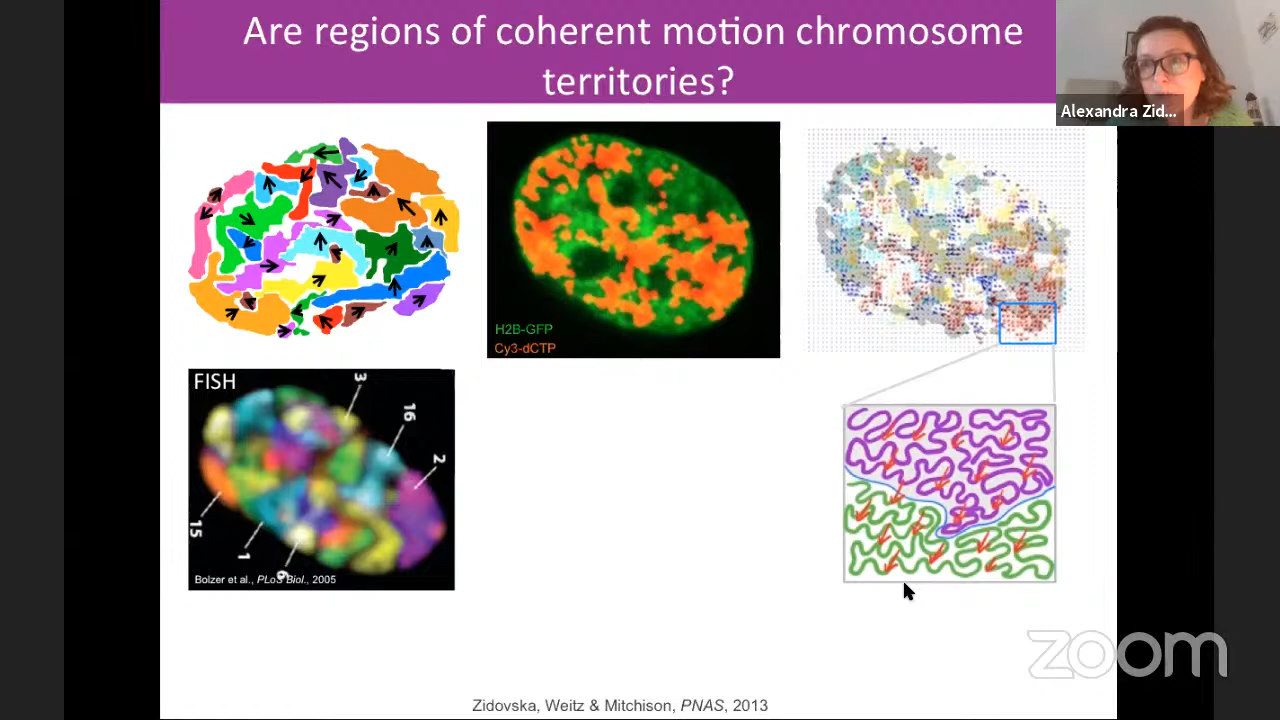 Are regions of coherent motion chromosome
territories?
Alexandra Zid...
H2B-GFP
Cy3-dCTP
FISH
3
16
2
15
1
6
Bolzer et al., PLoS Biol., 2005
Zidovska, Weitz & Mitchison, PNAS, 2013
zoom